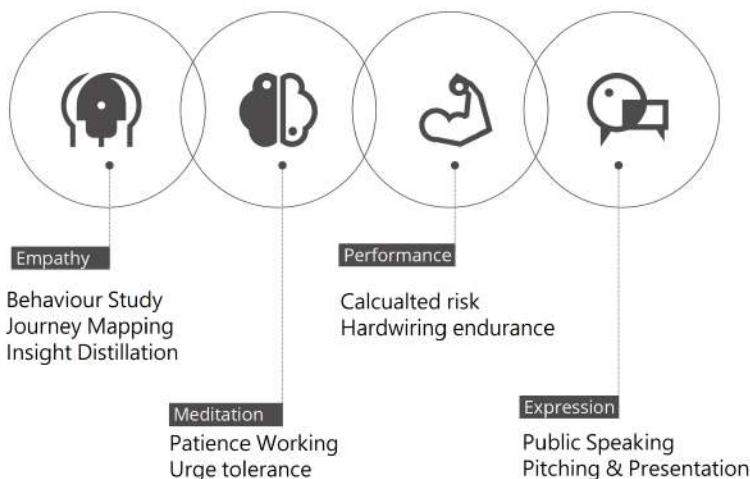 Empathy
Behaviour Study
Journey Mapping
Insight Distillation
Meditation
Patience Working
Urge tolerance
Performance
Calcualted risk
Hardwiring endurance
Expression
Public Speaking
Pitching & Presentation